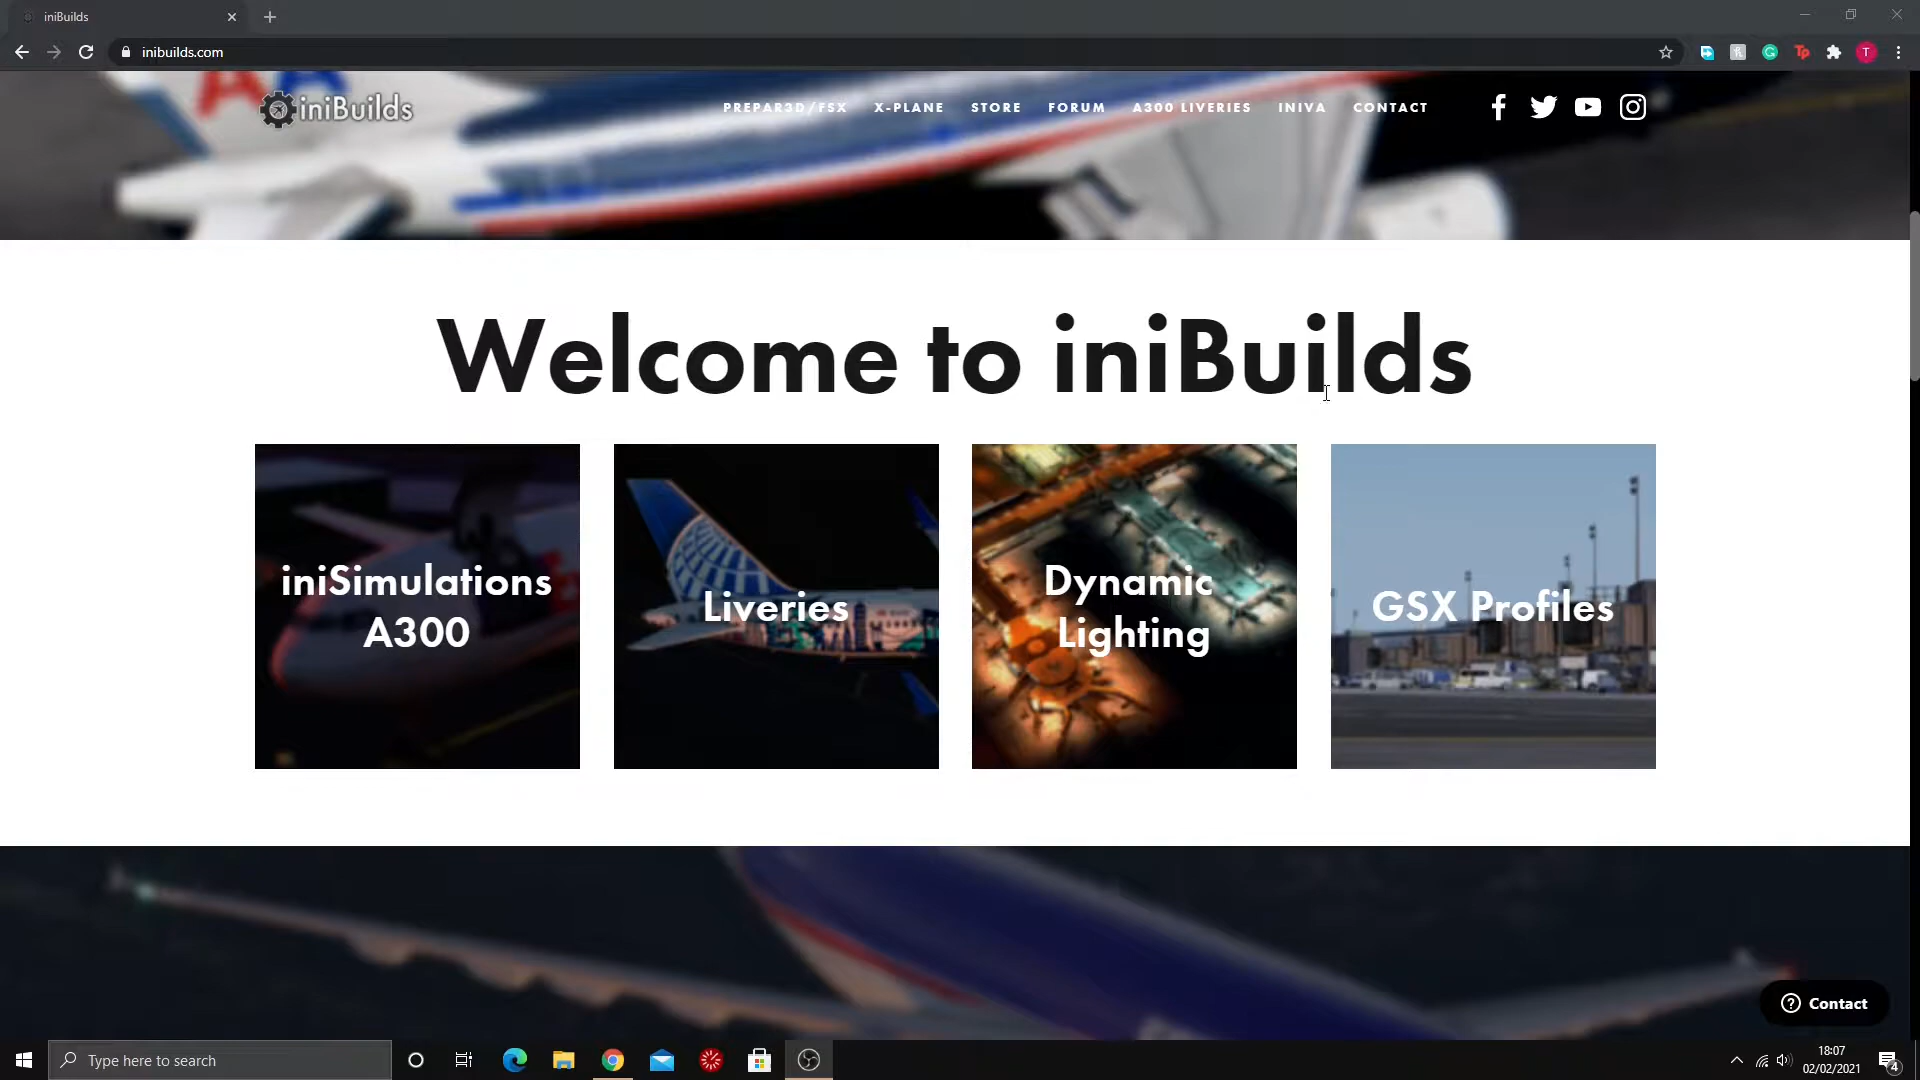 iniBuilds
inibuilds.com
iniBuilds
PREPAR3D/FSX X-PLANE STORE FORUM A300 LIVERIES INIVA CONTACT
Welcome to iniBuilds
iniSimulations
A300
Liveries
Dynamic
Lighting
GSX Profiles
Contact
Type here to search
18:07
02/02/2021
4